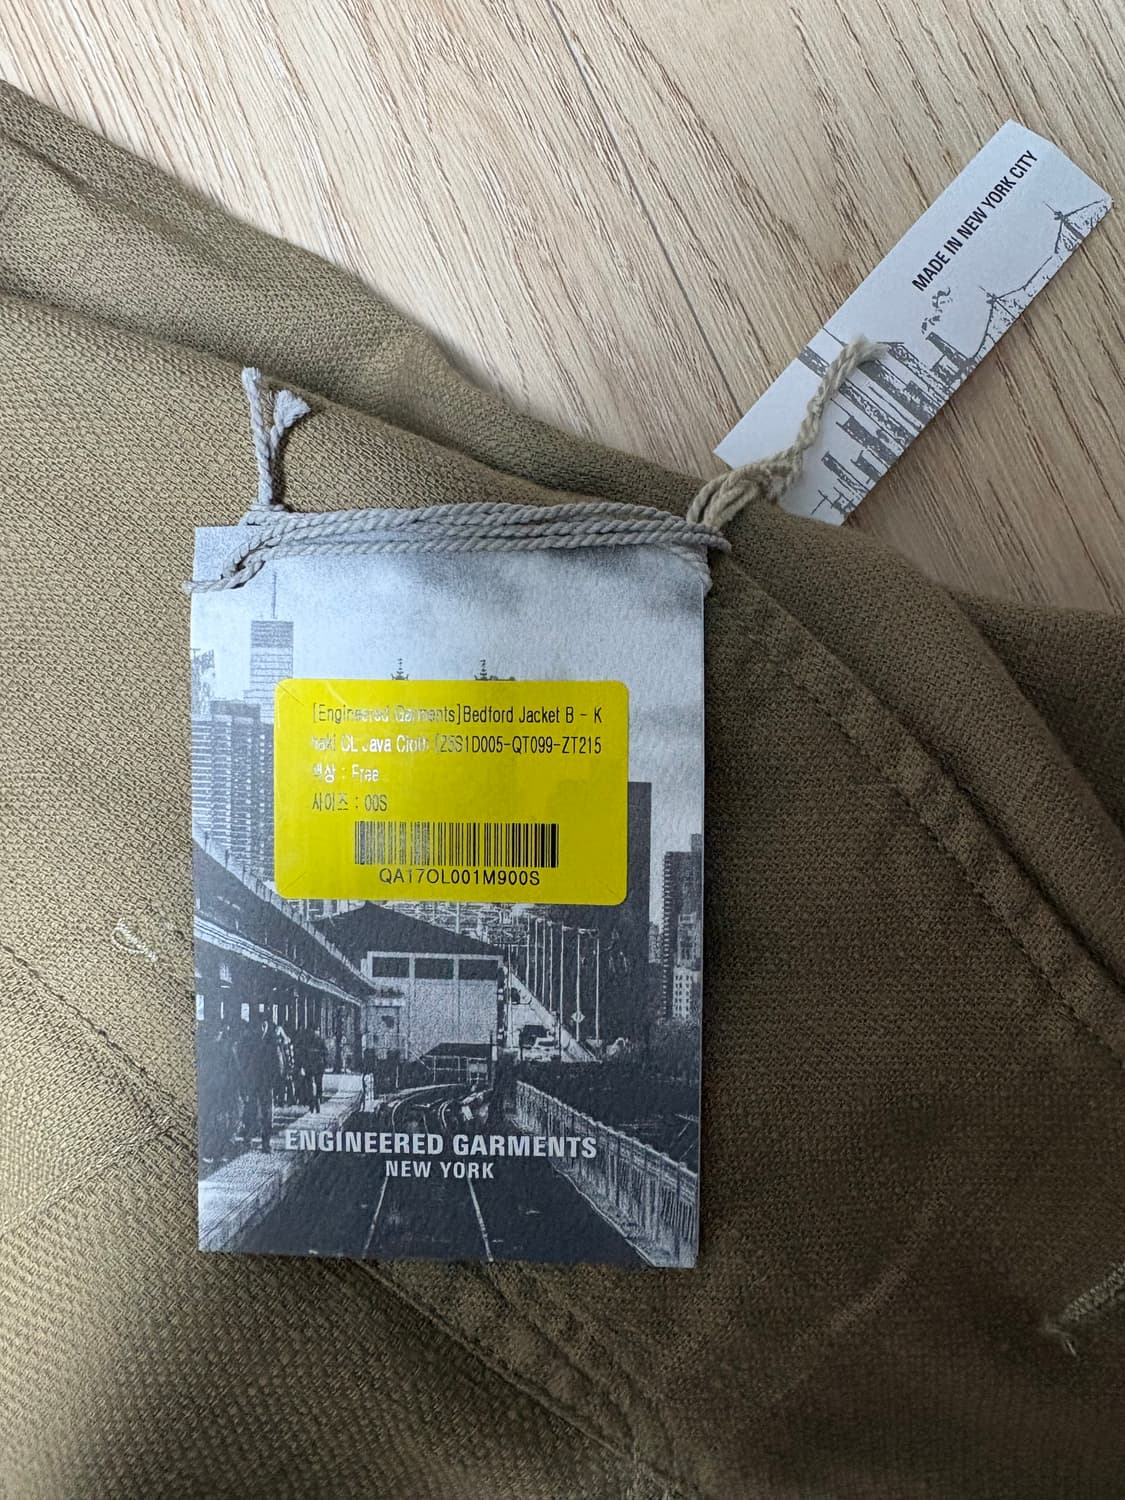 MADE IN NEW YORK CITY
[Engineered Garments]Bedford Jacket B - K
haki CL Java Cloth (25S1D005-QT099-ZT215
색상 : Free
사이즈 : 00S
QA17OL001M900S
ENGINEERED GARMENTS
NEW YORK